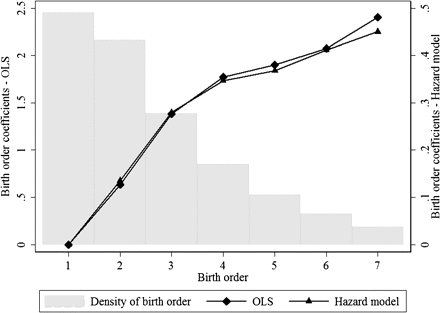 Birth order coefficients - OLS
2.5
2
1.5
1
.5
0
Birth order coefficients - Hazard model
.5
.4
.3
.2
.1
0
1 2 3 4 5 6 7
Birth order
Density of birth order OLS Hazard model